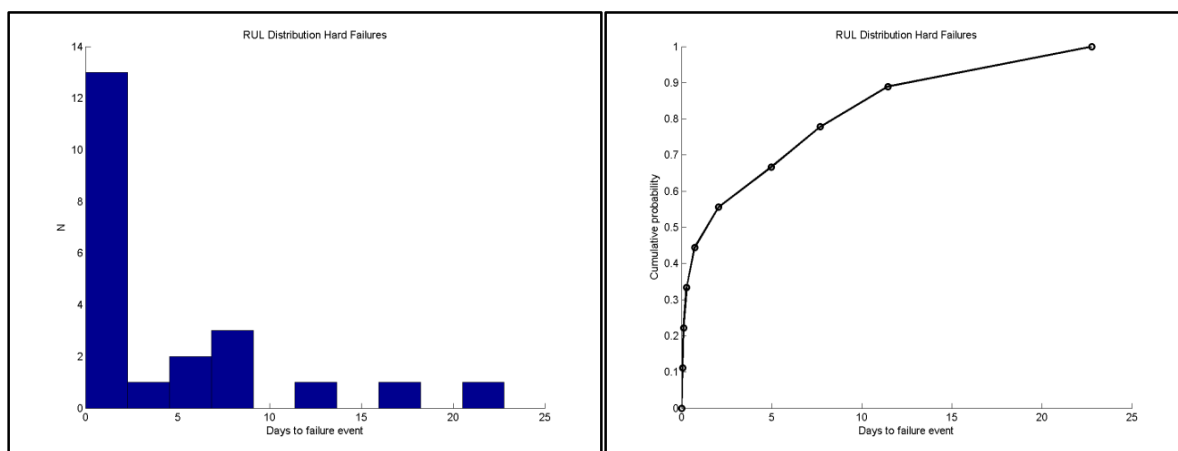 RUL Distribution Hard Failures
14
12
10
8
6
4
2
0
N
0 5 10 15 20 25
Days to failure event
RUL Distribution Hard Failures
1
0.9
0.8
0.7
0.6
0.5
0.4
0.3
0.2
0.1
0
Cumulative probability
0 5 10 15 20 25
Days to failure event